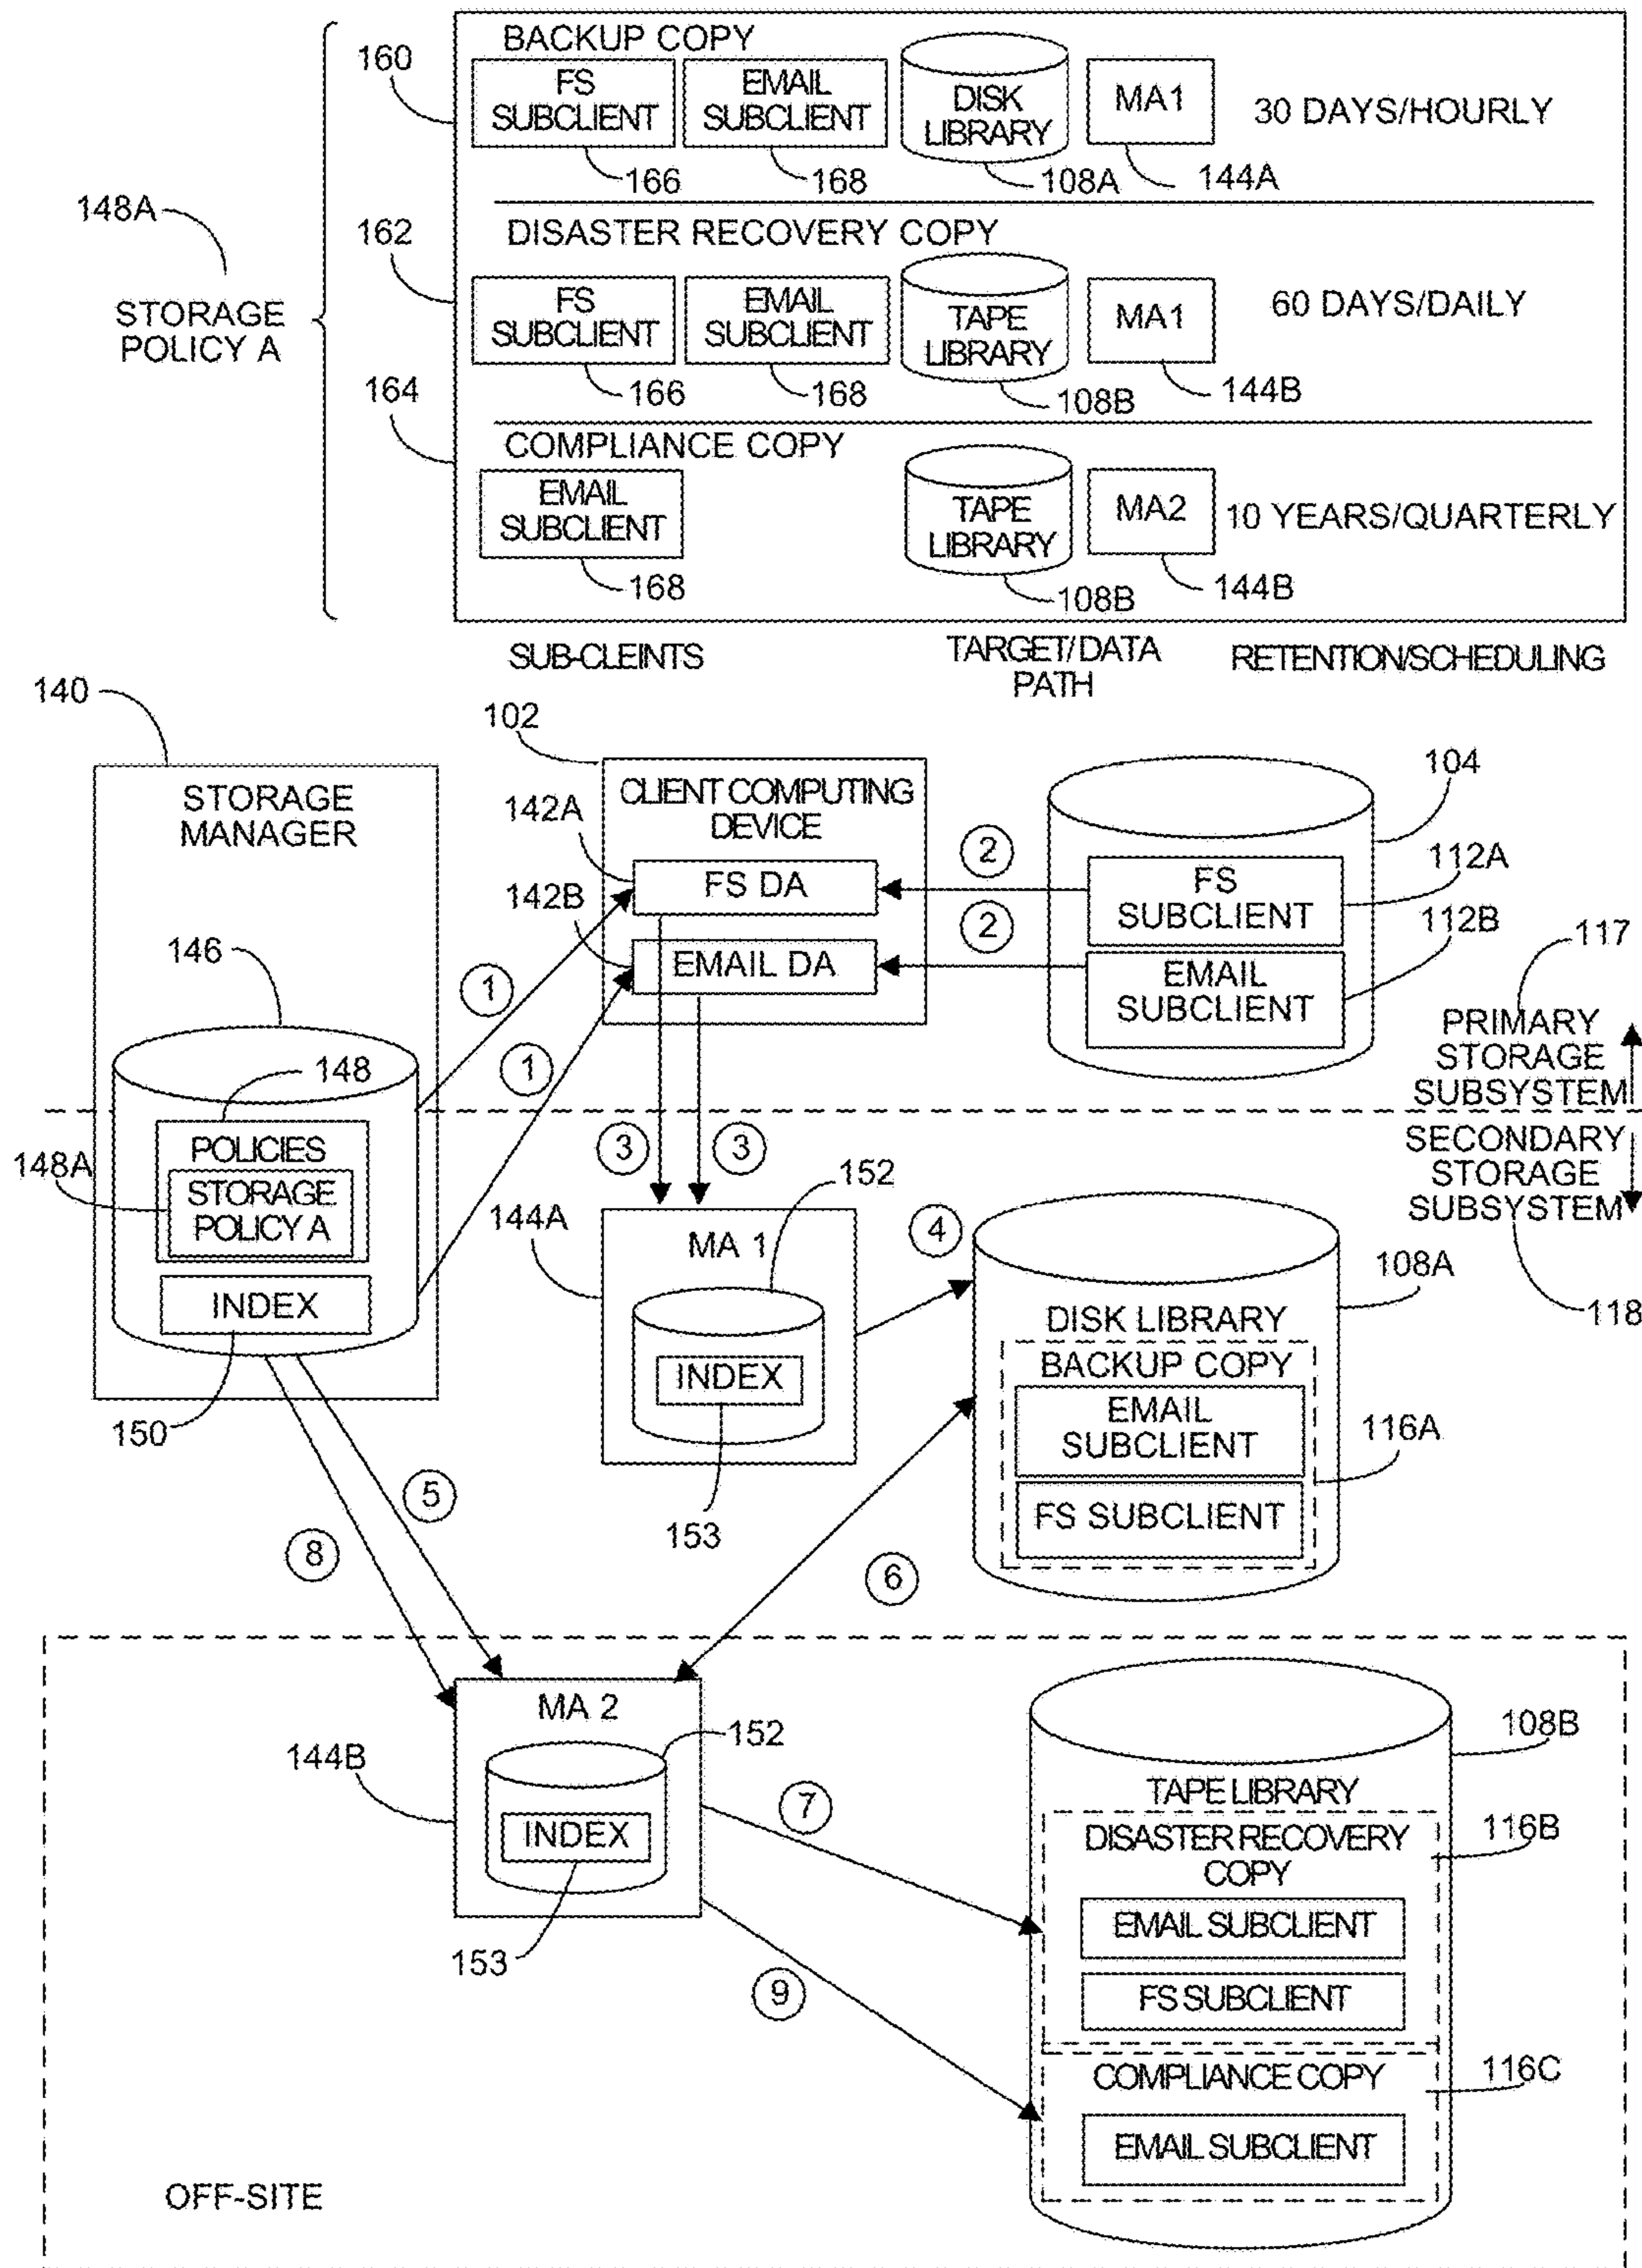 BACKUP COPY
160
FS
SUBCLIENT
EMAIL
SUBCLIENT
DISK
LIBRARY
MA1
30 DAYS/HOURLY
166
168
108A
144A
148A
162
DISASTER RECOVERY COPY
STORAGE
POLICY A
FS
SUBCLIENT
EMAIL
SUBCLIENT
TAPE
LIBRARY
MA1
60 DAYS/DAILY
166
168
108B
144B
164
COMPLIANCE COPY
EMAIL
SUBCLIENT
TAPE
LIBRARY
MA2
10 YEARS/QUARTERLY
168
108B
144B
SUB-CLEINTS
TARGET/DATA
PATH
RETENTION/SCHEDULING
140
STORAGE
MANAGER
102
CLIENT COMPUTING
DEVICE
142A
FS DA
142B
EMAIL DA
2
2
104
FS
SUBCLIENT
112A
EMAIL
SUBCLIENT
112B
117
PRIMARY
STORAGE
SUBSYSTEM
146
1
1
148
POLICIES
148A
STORAGE
POLICY A
INDEX
150
3
3
SECONDARY
STORAGE
SUBSYSTEM
118
144A
MA 1
152
INDEX
153
4
108A
DISK LIBRARY
BACKUP COPY
EMAIL
SUBCLIENT
FS SUBCLIENT
116A
5
8
6
MA 2
144B
152
INDEX
153
7
9
108B
TAPE LIBRARY
DISASTER RECOVERY
COPY
116B
EMAIL SUBCLIENT
FS SUBCLIENT
COMPLIANCE COPY
116C
EMAIL SUBCLIENT
OFF-SITE